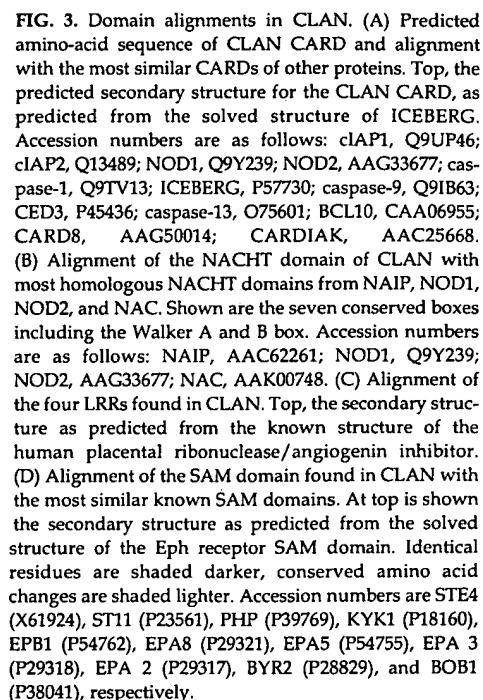 FIG. 3. Domain alignments in CLAN. (A) Predicted
amino-acid sequence of CLAN CARD and alignment
with the most similar CARDs of other proteins. Top, the
predicted secondary structure for the CLAN CARD, as
predicted from the solved structure of ICEBERG.
Accession numbers are as follows: cIAP1, Q9UP46;
cIAP2, Q13489; NOD1, Q9Y239; NOD2, AAG33677; cas-
pase-1, Q9TV13; ICEBERG, P57730; caspase-9, Q9IB63;
CED3, P45436; caspase-13, O75601; BCL10, CAA06955;
CARD8, AAG50014; CARDIAK, AAC25668.
(B) Alignment of the NACHT domain of CLAN with
most homologous NACHT domains from NAIP, NOD1,
NOD2, and NAC. Shown are the seven conserved boxes
including the Walker A and B box. Accession numbers
are as follows: NAIP, AAC62261; NOD1, Q9Y239;
NOD2, AAG33677; NAC, AAK00748. (C) Alignment of
the four LRRs found in CLAN. Top, the secondary struc-
ture as predicted from the known structure of the
human placental ribonuclease/angiogenin inhibitor.
(D) Alignment of the SAM domain found in CLAN with
the most similar known SAM domains. At top is shown
the secondary structure as predicted from the solved
structure of the Eph receptor SAM domain. Identical
residues are shaded darker, conserved amino acid
changes are shaded lighter. Accession numbers are STE4
(X61924), ST11 (P23561), PHP (P39769), KYK1 (P18160),
EPB1 (P54762), EPA8 (P29321), EPA5 (P54755), EPA 3
(P29318), EPA 2 (P29317), BYR2 (P28829), and BOB1
(P38041), respectively.